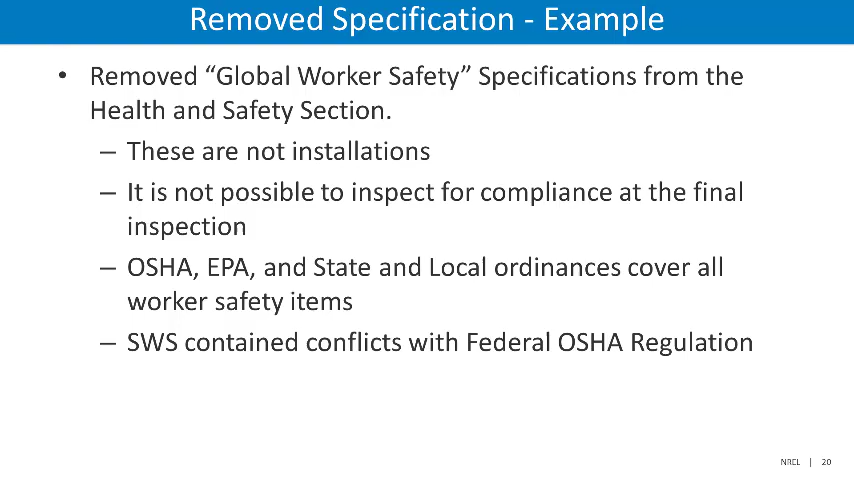 Removed Specification - Example
• Removed “Global Worker Safety” Specifications from the
Health and Safety Section.
– These are not installations
– It is not possible to inspect for compliance at the final
inspection
– OSHA, EPA, and State and Local ordinances cover all
worker safety items
– SWS contained conflicts with Federal OSHA Regulation
NREL | 20